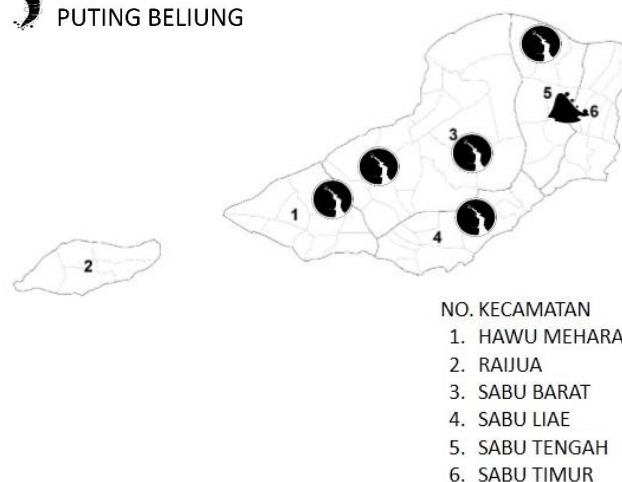 PUTING BELIUNG
5
6
3
1
4
2
NO. KECAMATAN
1. HAWU MEHARA
2. RAIJUA
3. SABU BARAT
4. SABU LIAE
5. SABU TENGAH
6. SABU TIMUR